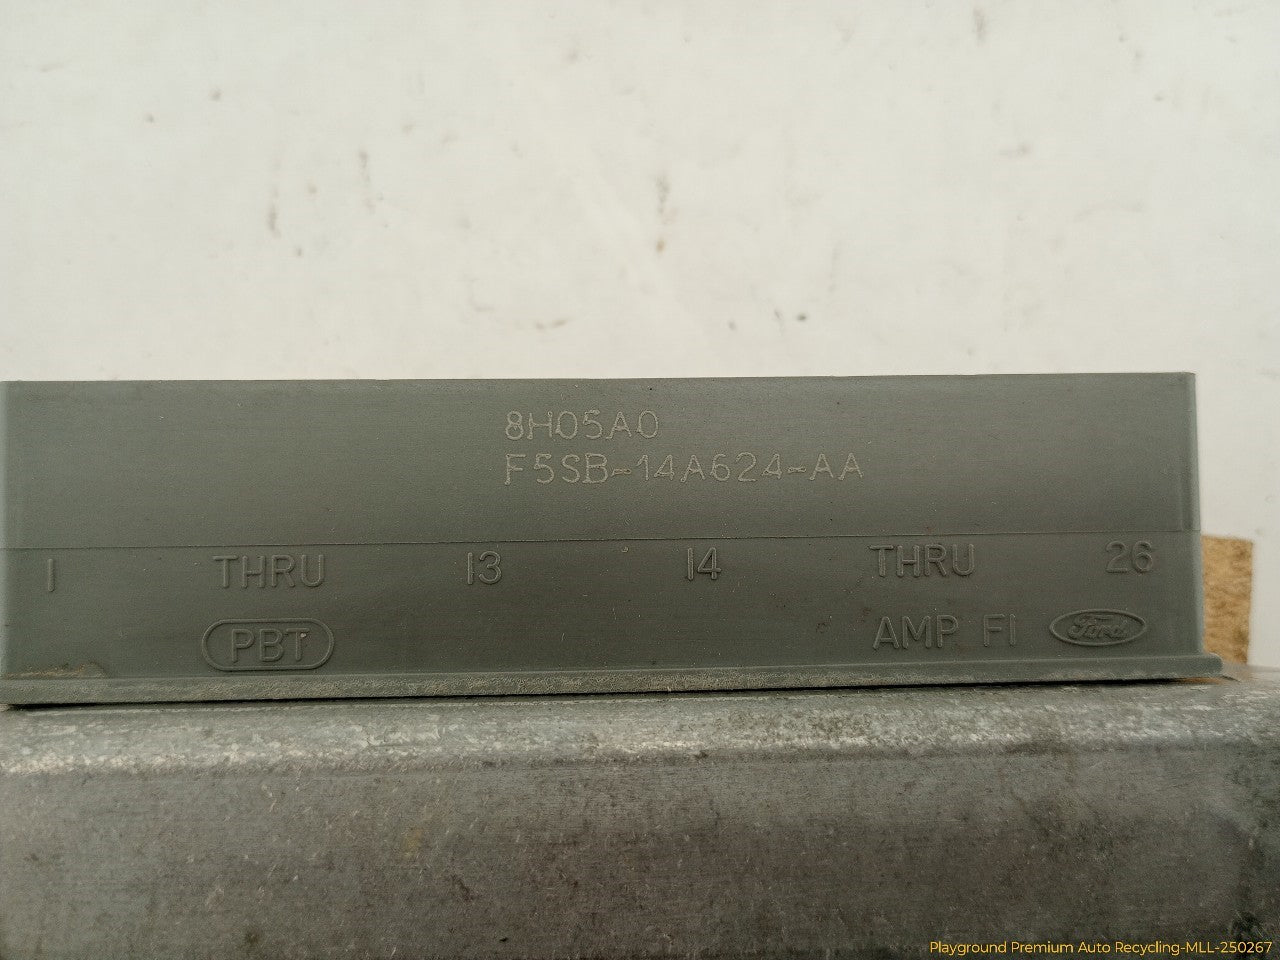 8H05A0
F5SB-14A624-AA
1 THRU 13 14 THRU 26
PBT AMP FI Ford
Playground Premium Auto Recycling-MLL-250267